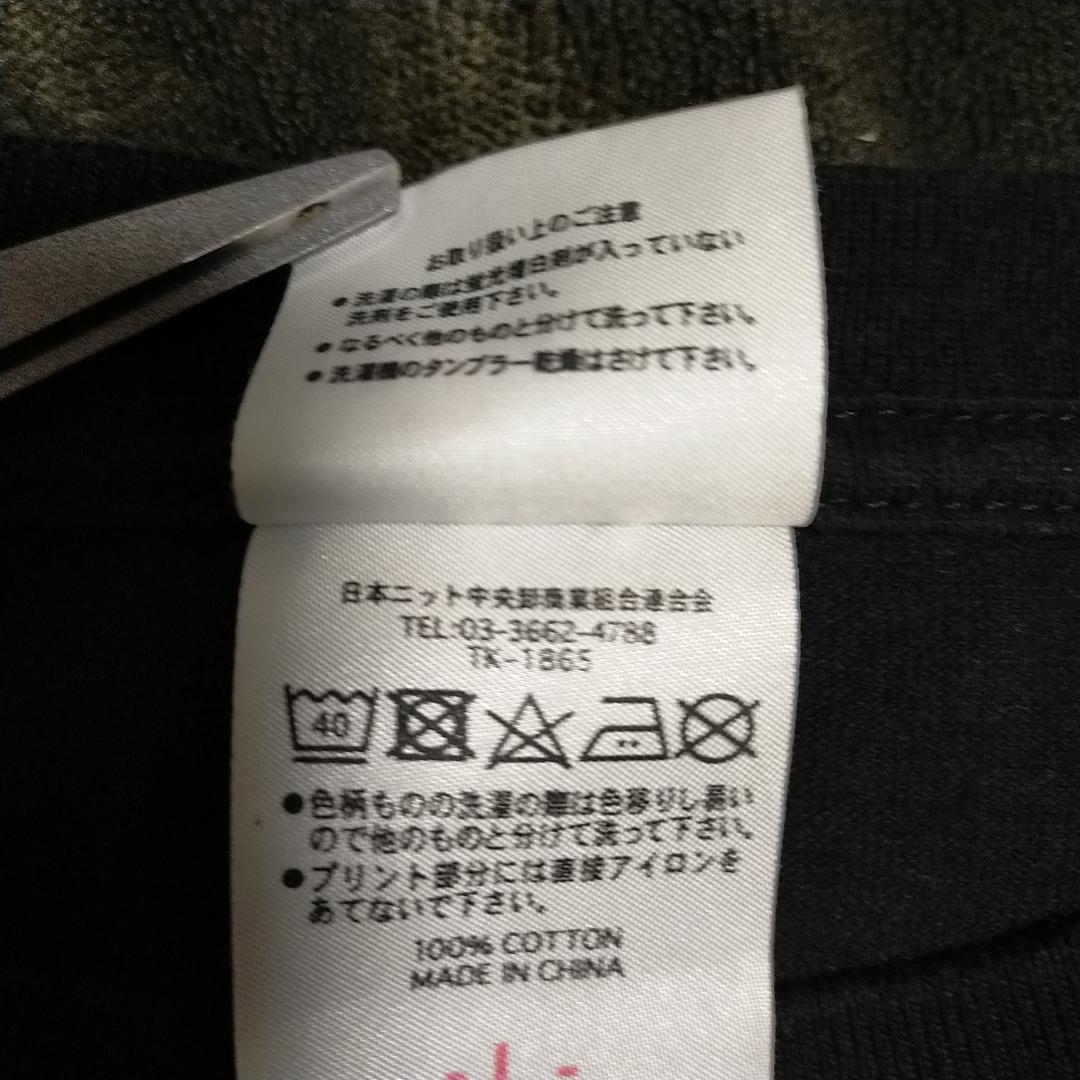 お取り扱い上のご注意
●洗濯の際は蛍光増白剤が入っていない
洗剤をご使用下さい。
●なるべく他のものと分けて洗って下さい。
●洗濯機のタンブラー乾燥はさけて下さい。
日本ニット中央卸商業組合連合会
TEL:03-3662-4788
TK-1865
40
●色柄ものの洗濯の際は色移りし易い
ので他のものと分けて洗って下さい。
●プリント部分には直接アイロンを
あてないで下さい。
100% COTTON
MADE IN CHINA